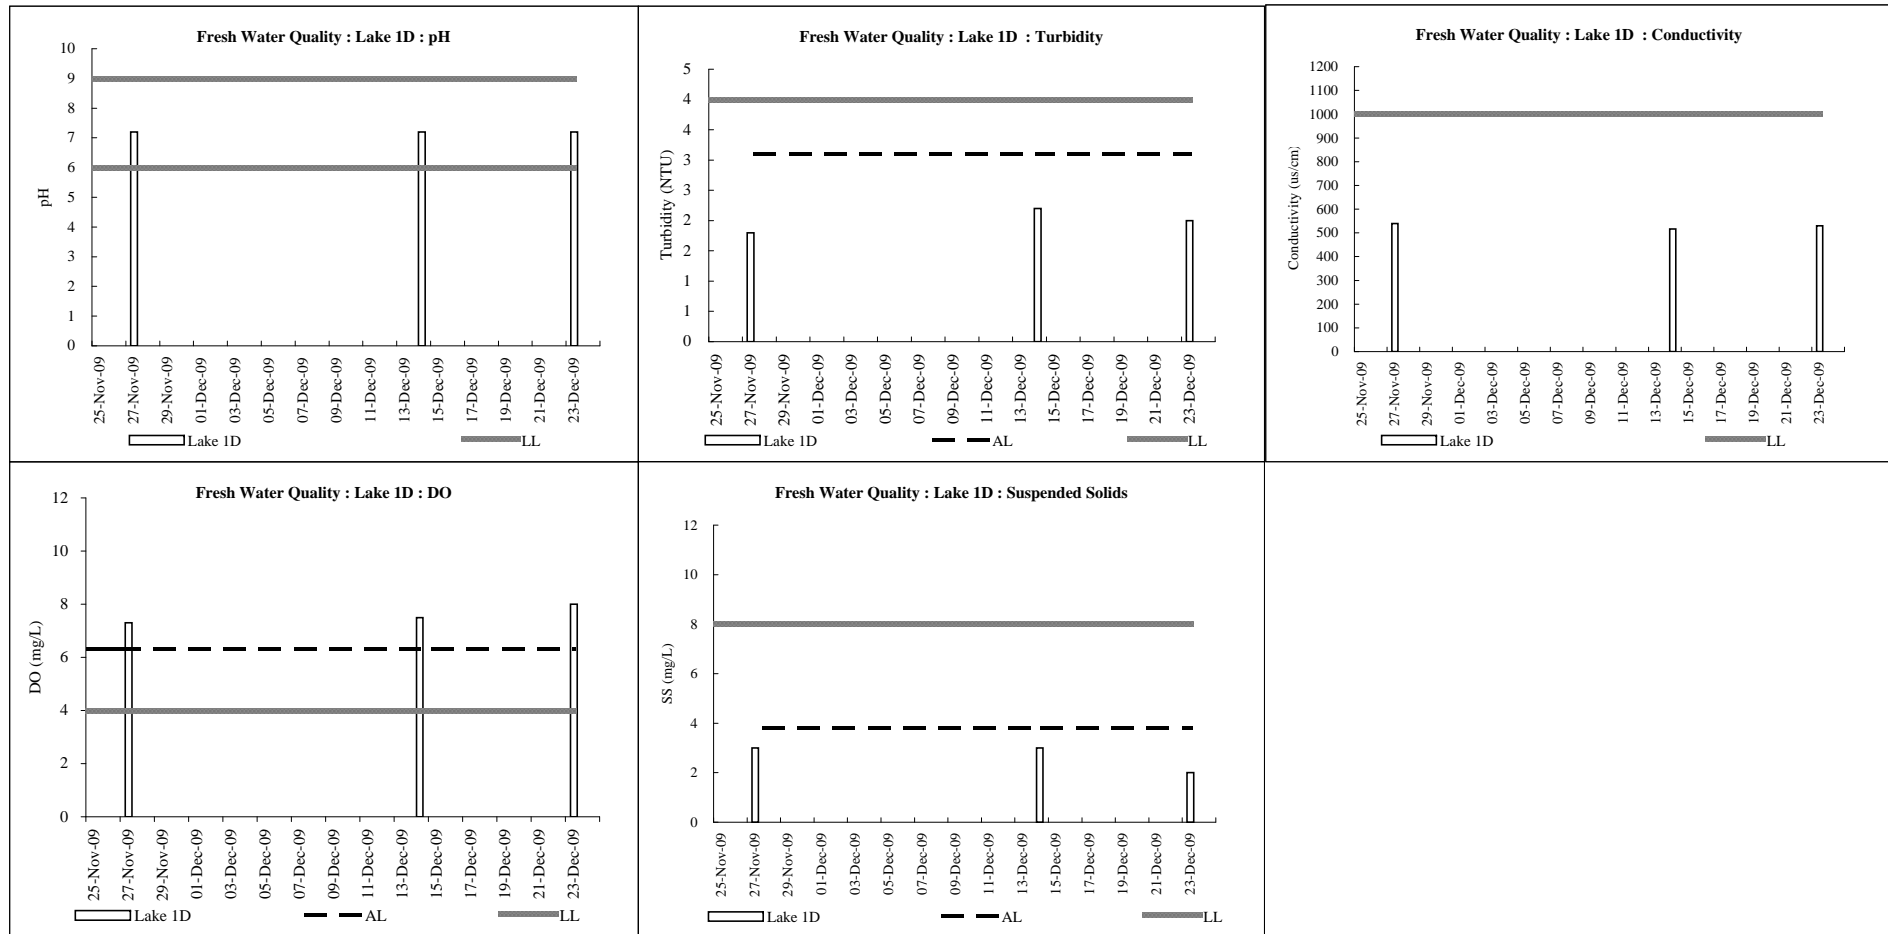 Fresh Water Quality : Lake 1D : pH
10
9
8
7
6
5
4
3
2
1
0
pH
25-Nov-09
27-Nov-09
29-Nov-09
01-Dec-09
03-Dec-09
05-Dec-09
07-Dec-09
09-Dec-09
11-Dec-09
13-Dec-09
15-Dec-09
17-Dec-09
19-Dec-09
21-Dec-09
23-Dec-09
Lake 1D LL
Fresh Water Quality : Lake 1D : Turbidity
5
4
4
3
3
2
2
1
1
0
Turbidity (NTU)
25-Nov-09
27-Nov-09
29-Nov-09
01-Dec-09
03-Dec-09
05-Dec-09
07-Dec-09
09-Dec-09
11-Dec-09
13-Dec-09
15-Dec-09
17-Dec-09
19-Dec-09
21-Dec-09
23-Dec-09
Lake 1D AL LL
Fresh Water Quality : Lake 1D : Conductivity
1200
1100
1000
900
800
700
600
500
400
300
200
100
0
Conductivity (us/cm)
25-Nov-09
27-Nov-09
29-Nov-09
01-Dec-09
03-Dec-09
05-Dec-09
07-Dec-09
09-Dec-09
11-Dec-09
13-Dec-09
15-Dec-09
17-Dec-09
19-Dec-09
21-Dec-09
23-Dec-09
Lake 1D LL
Fresh Water Quality : Lake 1D : DO
12
10
8
6
4
2
0
DO (mg/L)
25-Nov-09
27-Nov-09
29-Nov-09
01-Dec-09
03-Dec-09
05-Dec-09
07-Dec-09
09-Dec-09
11-Dec-09
13-Dec-09
15-Dec-09
17-Dec-09
19-Dec-09
21-Dec-09
23-Dec-09
Lake 1D AL LL
Fresh Water Quality : Lake 1D : Suspended Solids
12
10
8
6
4
2
0
SS (mg/L)
25-Nov-09
27-Nov-09
29-Nov-09
01-Dec-09
03-Dec-09
05-Dec-09
07-Dec-09
09-Dec-09
11-Dec-09
13-Dec-09
15-Dec-09
17-Dec-09
19-Dec-09
21-Dec-09
23-Dec-09
Lake 1D AL LL